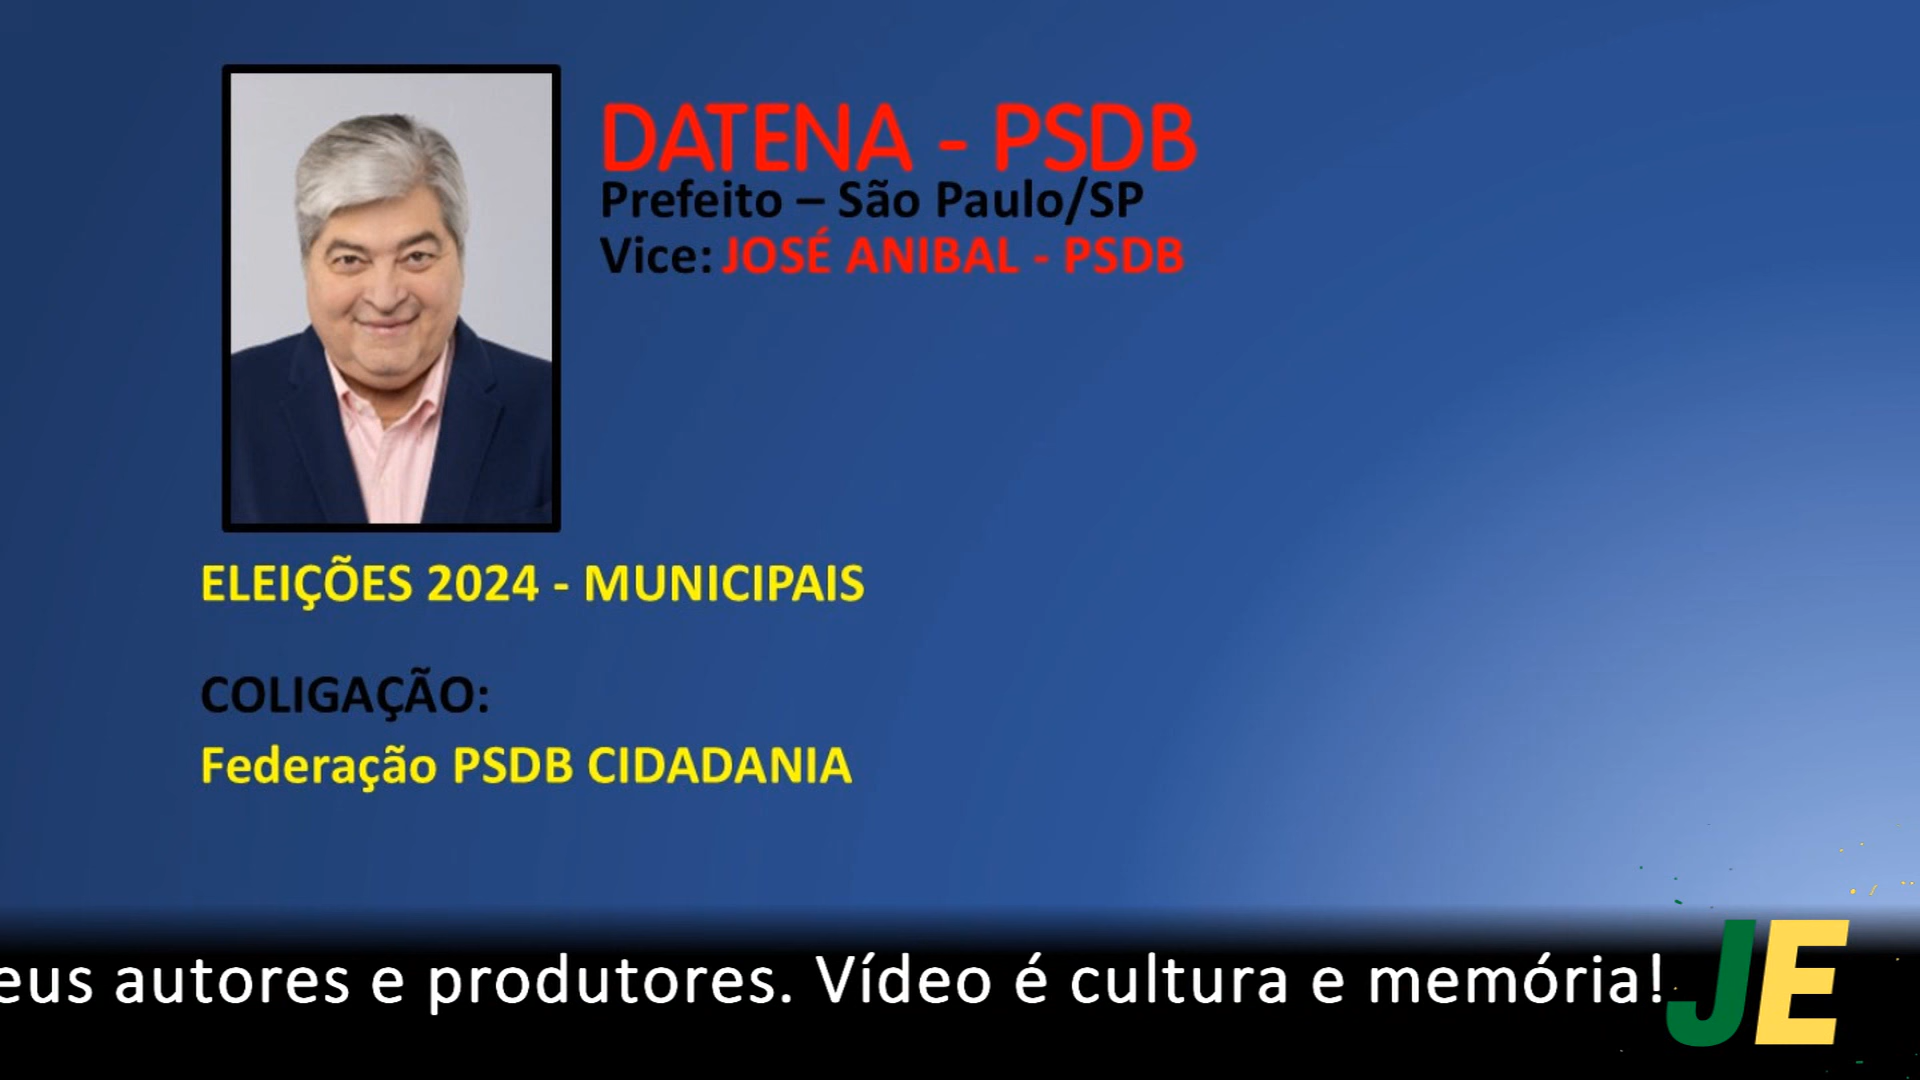 DATENA - PSDB
Prefeito – São Paulo/SP
Vice: JOSÉ ANIBAL - PSDB
ELEIÇÕES 2024 - MUNICIPAIS
COLIGAÇÃO:
Federação PSDB CIDADANIA
eus autores e produtores. Vídeo é cultura e memória!
JE